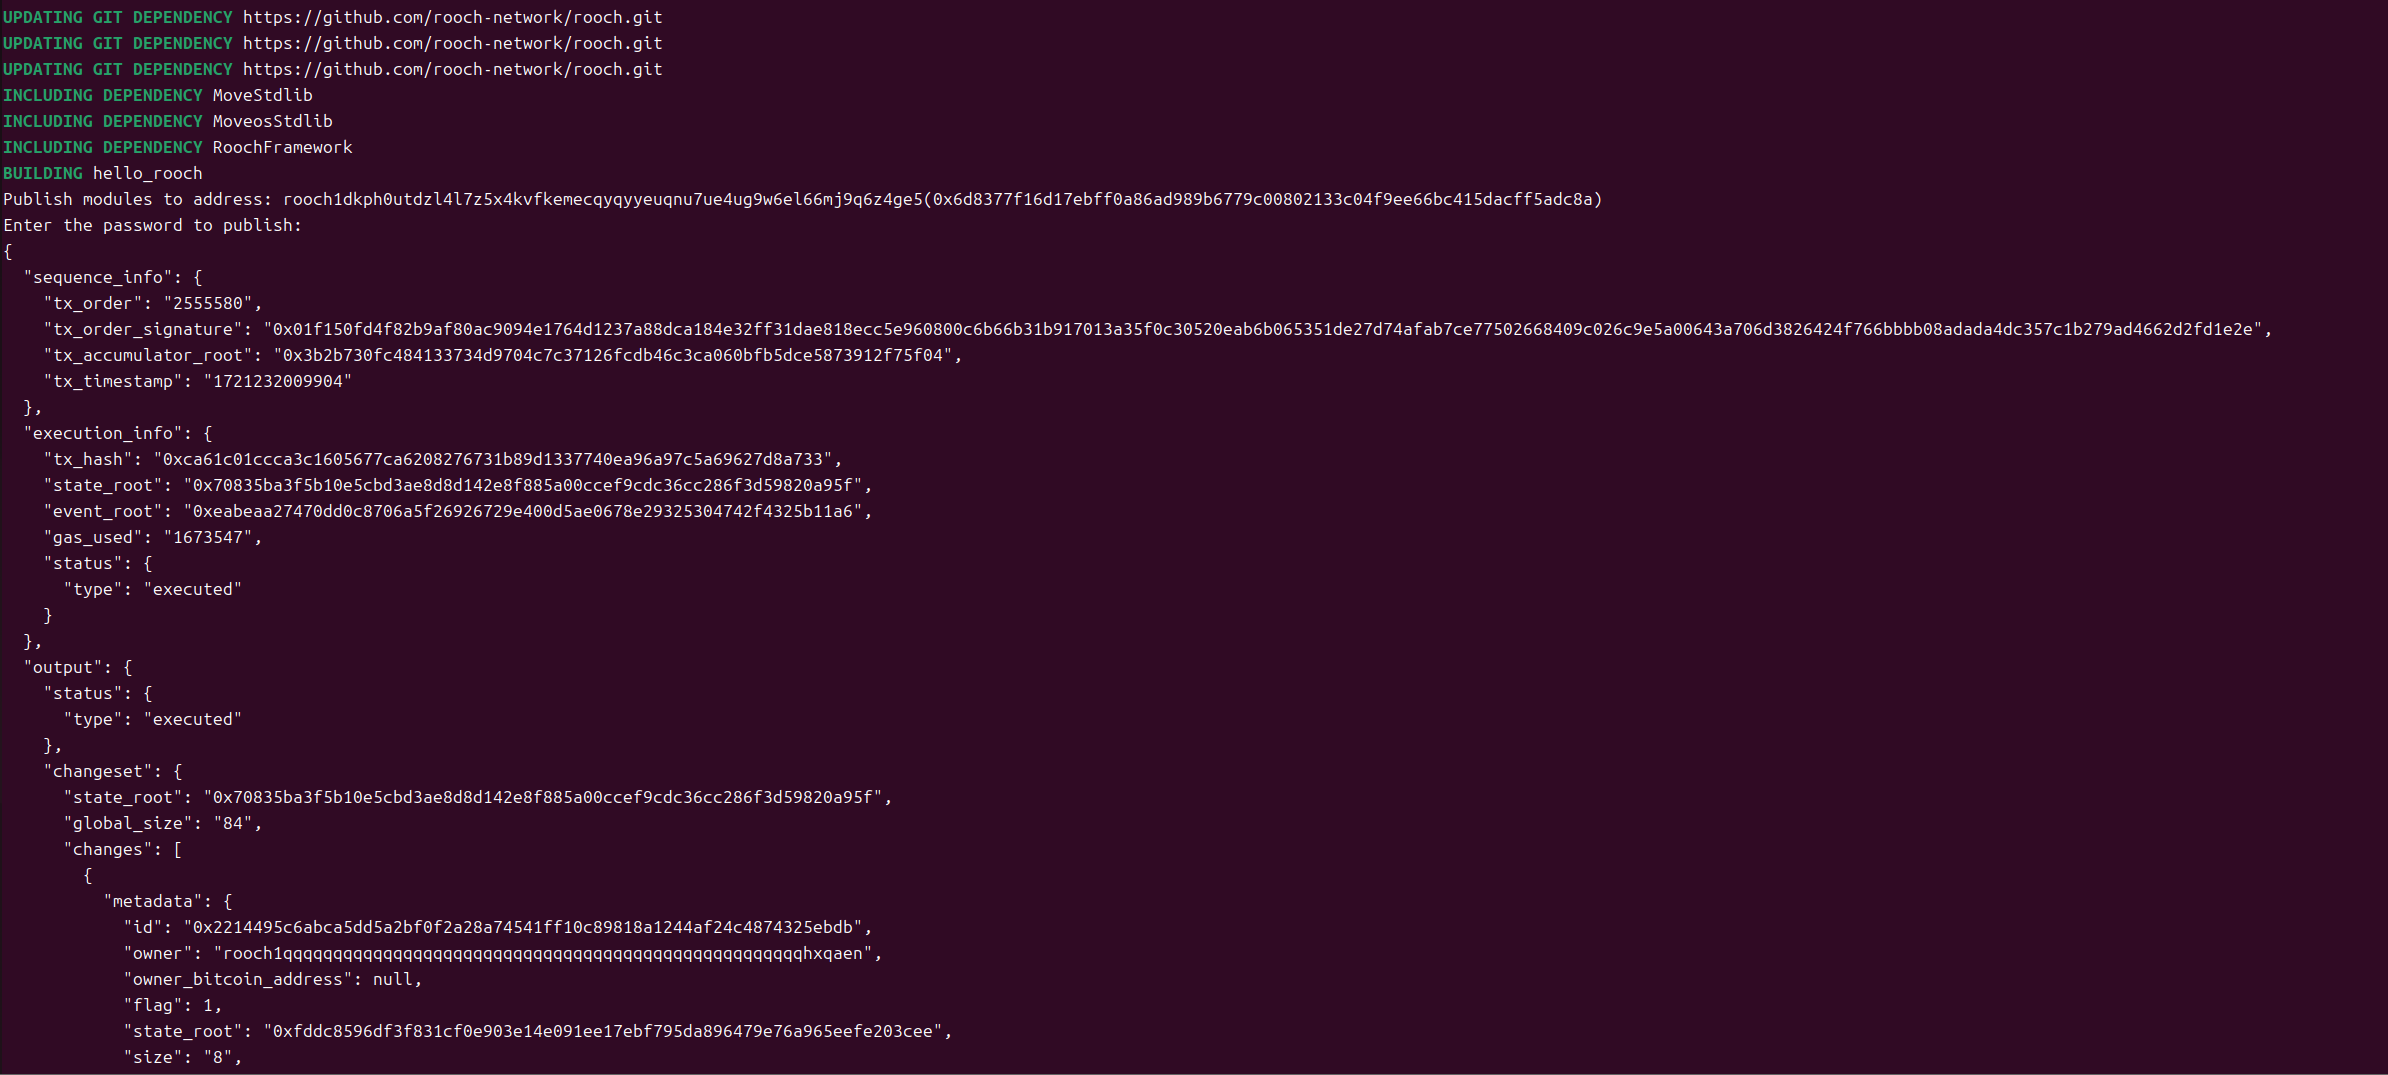 UPDATING GIT DEPENDENCY https://github.com/rooch-network/rooch.git
UPDATING GIT DEPENDENCY https://github.com/rooch-network/rooch.git
UPDATING GIT DEPENDENCY https://github.com/rooch-network/rooch.git
INCLUDING DEPENDENCY MoveStdlib
INCLUDING DEPENDENCY MoveosStdlib
INCLUDING DEPENDENCY RoochFramework
BUILDING hello_rooch
Publish modules to address: rooch1dkph0utdzl4l7z5x4kvfkemecqyqyyeuqnu7ue4ug9w6el66mj9q6z4ge5(0x6d8377f16d17ebff0a86ad989b6779c00802133c04f9ee66bc415dacff5adc8a)
Enter the password to publish:
{
  "sequence_info": {
    "tx_order": "2555580",
    "tx_order_signature": "0x01f150fd4f82b9af80ac9094e1764d1237a88dca184e32ff31dae818ecc5e960800c6b66b31b917013a35f0c30520eab6b065351de27d74afab7ce77502668409c026c9e5a00643a706d3826424f766bbbb08adada4dc357c1b279ad4662d2fd1e2e",
    "tx_accumulator_root": "0x3b2b730fc484133734d9704c7c37126fcdb46c3ca060bfb5dce5873912f75f04",
    "tx_timestamp": "1721232009904"
  },
  "execution_info": {
    "tx_hash": "0xca61c01ccca3c1605677ca6208276731b89d1337740ea96a97c5a69627d8a733",
    "state_root": "0x70835ba3f5b10e5cbd3ae8d8d142e8f885a00ccef9cdc36cc286f3d59820a95f",
    "event_root": "0xeabeaa27470dd0c8706a5f26926729e400d5ae0678e29325304742f4325b11a6",
    "gas_used": "1673547",
    "status": {
      "type": "executed"
    }
  },
  "output": {
    "status": {
      "type": "executed"
    },
    "changeset": {
      "state_root": "0x70835ba3f5b10e5cbd3ae8d8d142e8f885a00ccef9cdc36cc286f3d59820a95f",
      "global_size": "84",
      "changes": [
        {
          "metadata": {
            "id": "0x2214495c6abca5dd5a2bf0f2a28a74541ff10c89818a1244af24c4874325ebdb",
            "owner": "rooch1qqqqqqqqqqqqqqqqqqqqqqqqqqqqqqqqqqqqqqqqqqqqqqqqqqqqhxqaen",
            "owner_bitcoin_address": null,
            "flag": 1,
            "state_root": "0xfddc8596df3f831cf0e903e14e091ee17ebf795da896479e76a965eefe203cee",
            "size": "8",